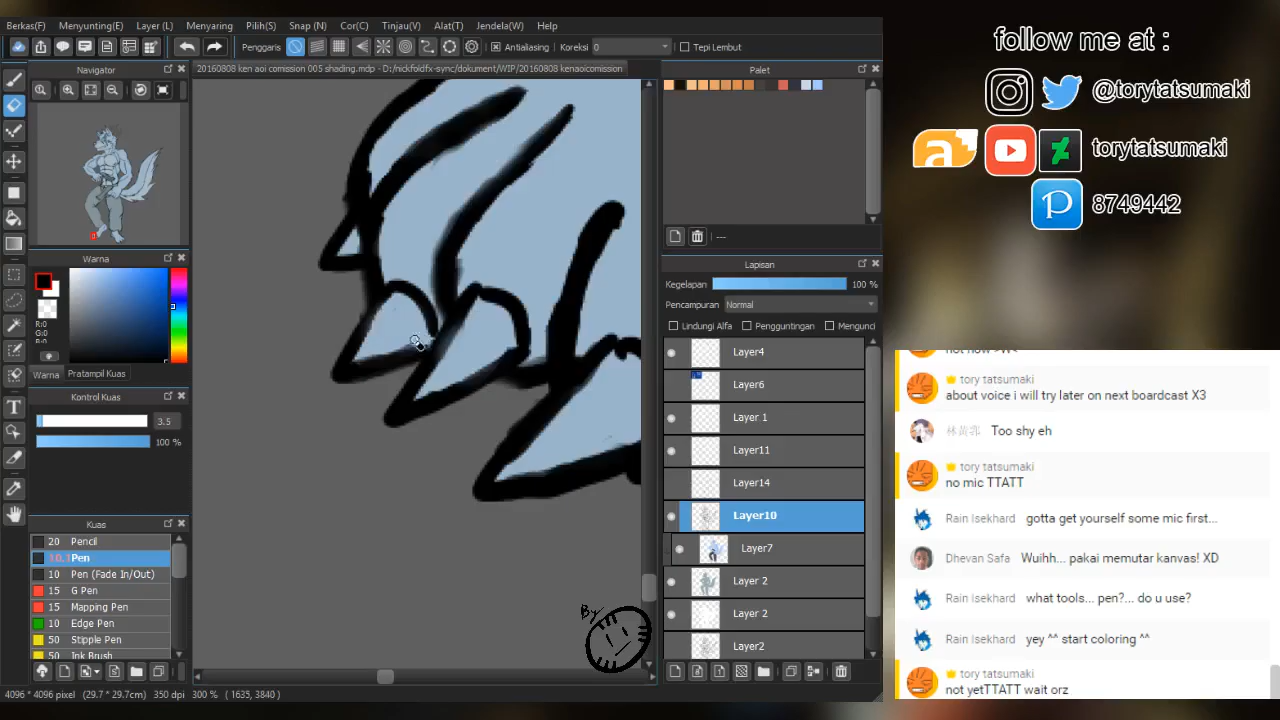 Berkas(F) Menyunting(E) Layer (L) Menyaring Pilih(S) Snap (N) Cor(C) Tinjau(V) Alat(T) Jendela(W) Help
Penggaris Antialiasing Koreksi 0 Tepi Lembut
Navigator
20160808 ken aoi comission 005 shading.mdp - D:/nickfoldfx-sync/dokument/WIP/20160808 kenaoicomission
Palet
---
Warna
R:0
G:0
Warna Pratampil Kuas
Kontrol Kuas
3.5
100 %
Kuas
20 Pencil
10.1 Pen
10 Pen (Fade In/Out)
15 G Pen
15 Mapping Pen
10 Edge Pen
50 Stipple Pen
50 Ink Brush
Lapisan
Kegelapan 100 %
Pencampuran Normal
Lindungi Alfa Pengguntingan Mengunci
Layer4
Layer6
Layer 1
Layer11
Layer14
Layer10
Layer7
Layer 2
Layer 2
Layer2
By
4096 * 4096 pixel (29.7 * 29.7cm) 350 dpi 300 % ( 1635, 3840 )
follow me at :
@torytatsumaki
torytatsumaki
8749442
tory tatsumaki
about voice i will try later on next boardcast X3
Too shy eh
tory tatsumaki
no mic TTATT
Rain Isekhard gotta get yourself some mic first...
Dhevan Safa Wuihh... pakai memutar kanvas! XD
Rain Isekhard what tools... pen?... do u use?
Rain Isekhard yey ^^ start coloring ^^
tory tatsumaki
not yetTTATT wait orz